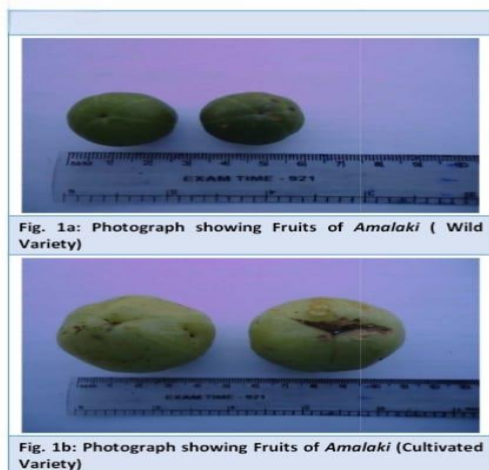 EXAM TIME - 921
Fig. 1a: Photograph showing Fruits of Amalaki ( Wild
Variety)
EXAM TIME - 921
Fig. 1b: Photograph showing Fruits of Amalaki (Cultivated
Variety)